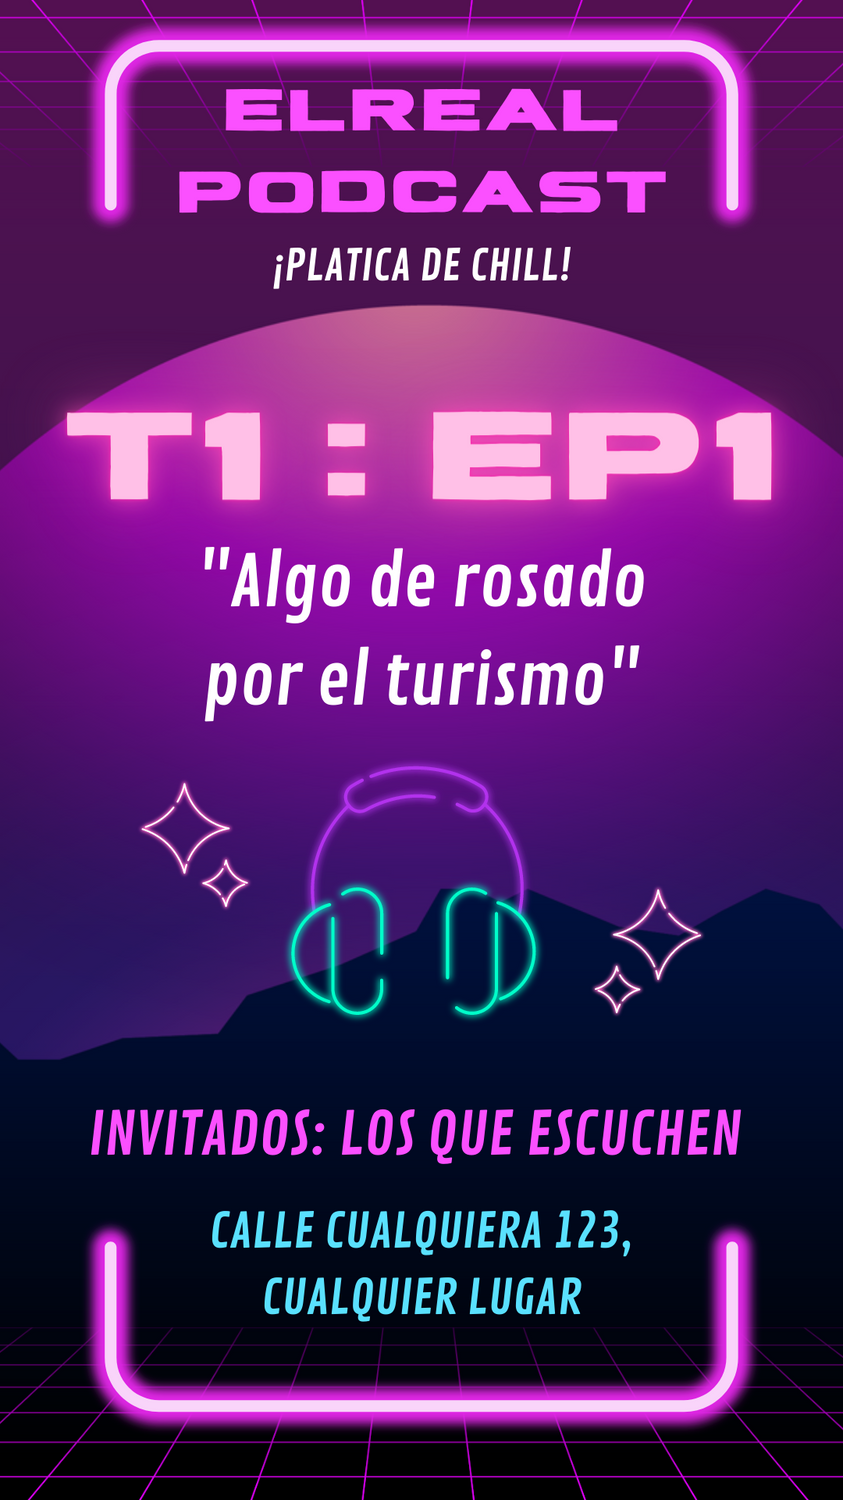 ELREAL
PODCAST
¡PLATICA DE CHILL!
T1 : EP1
"Algo de rosado
por el turismo"
INVITADOS: LOS QUE ESCUCHEN
CALLE CUALQUIERA 123,
CUALQUIER LUGAR